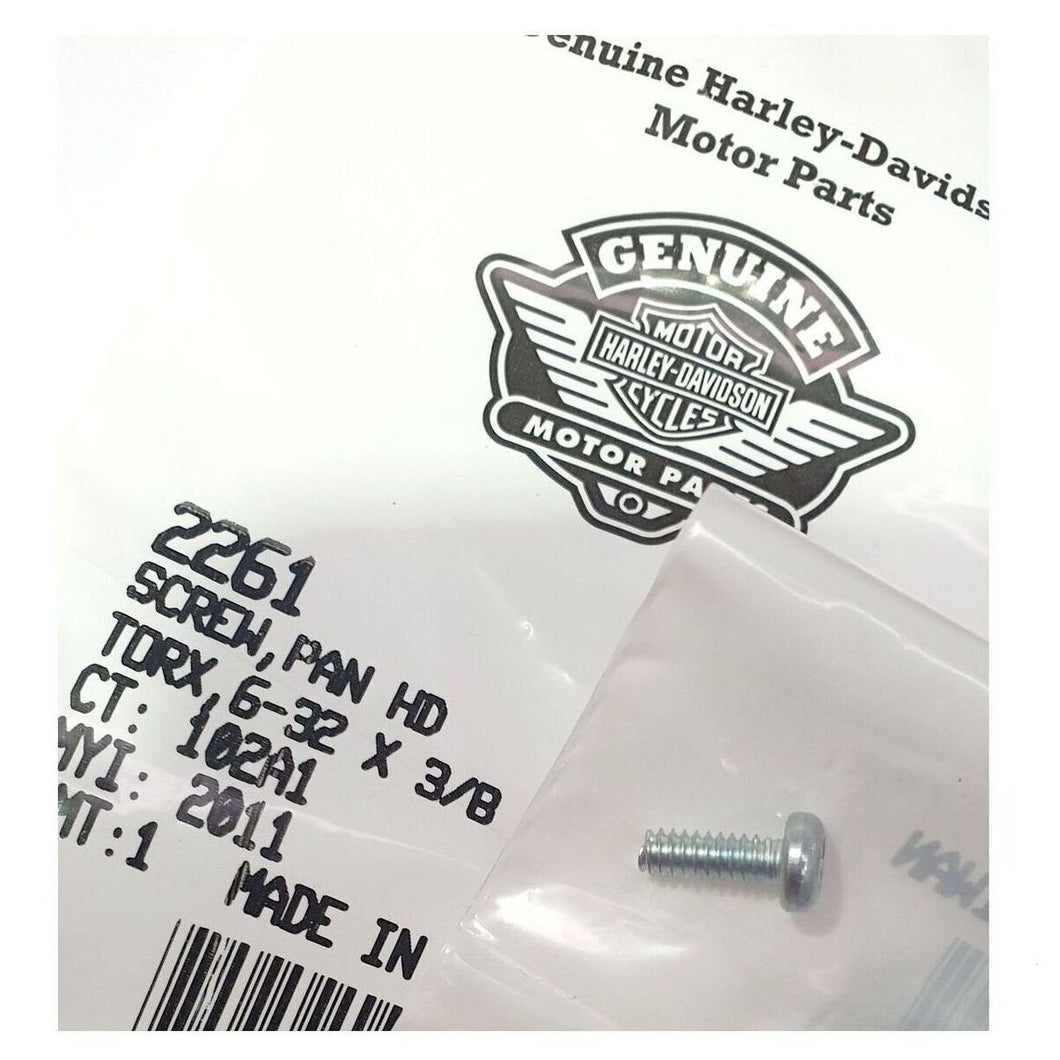 Genuine Harley-Davids
Motor Parts
GENUINE
MOTOR
HARLEY-DAVIDSON
CYCLES
MOTOR PA
2261
SCREW, PAN HD
TORX, 6-32 X 3/8
CT: 102A1
MYI: 2011
MT:1
MADE IN